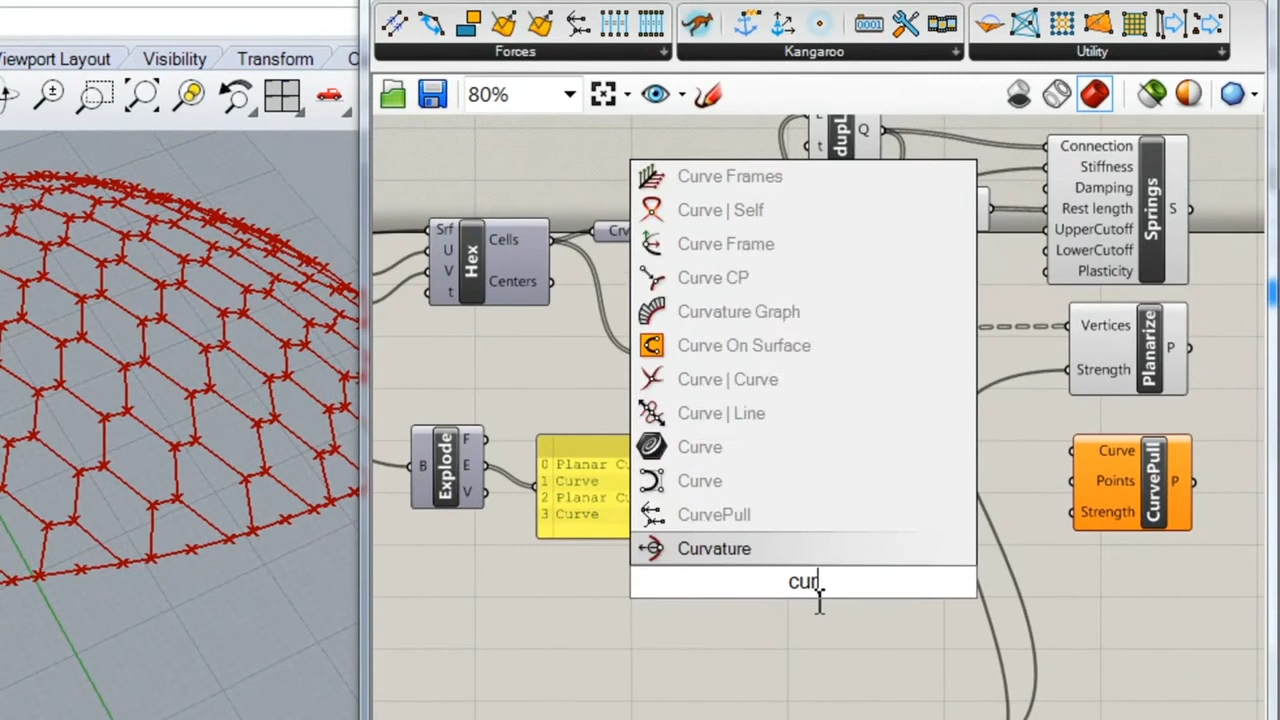 Forces
Kangaroo
Utility
Viewport Layout
Visibility
Transform
80%
dupL
Q
t
Connection
Stiffness
Damping
Rest length
UpperCutoff
LowerCutoff
Plasticity
Springs
S
Srf
U
V
t
Hex
Cells
Centers
Crv
Curve Frames
Curve | Self
Curve Frame
Curve CP
Curvature Graph
Curve On Surface
Curve | Curve
Curve | Line
Curve
Curve
CurvePull
Curvature
cur
Vertices
Strength
Planarize
P
B
Explode
F
E
V
0 Planar Cu
1 Curve
2 Planar Cu
3 Curve
Curve
Points
Strength
CurvePull
P